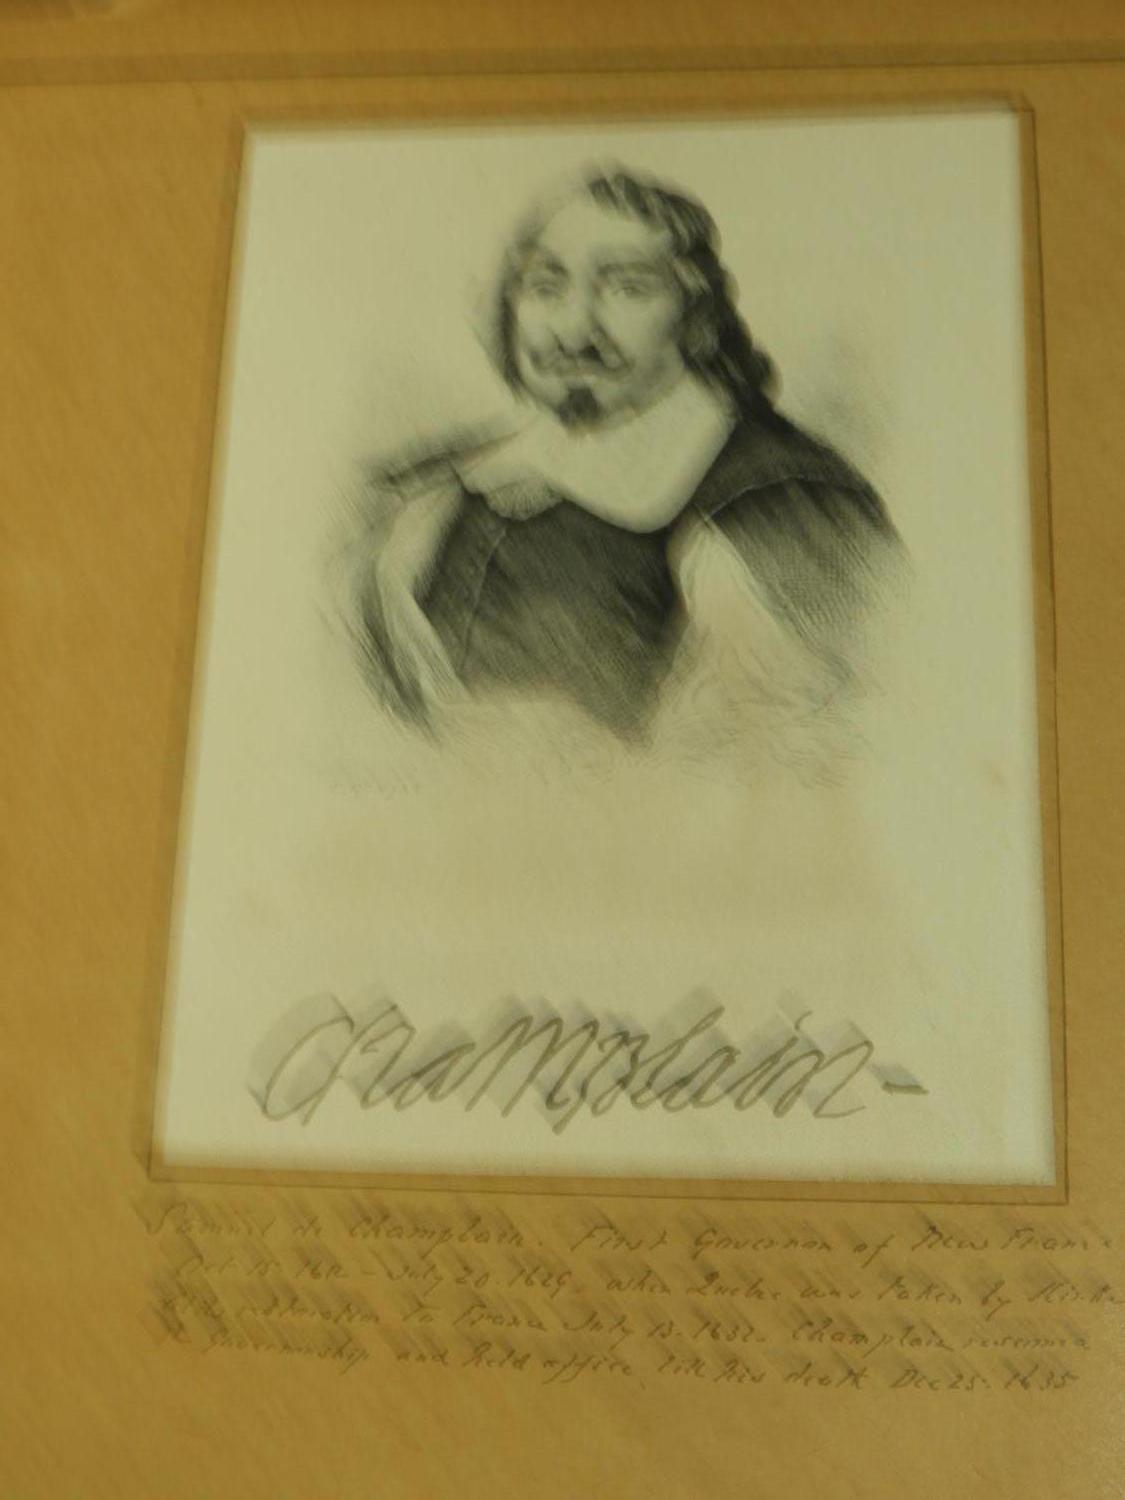 Champlain
Samuel de Champlain. First Governor of New France
Oct 15. 1612 - July 20. 1629. when Quebec was taken by
restoration to France July 13. 1632. Champlain resumed
Governorship and held office till his death Dec 25. 1635